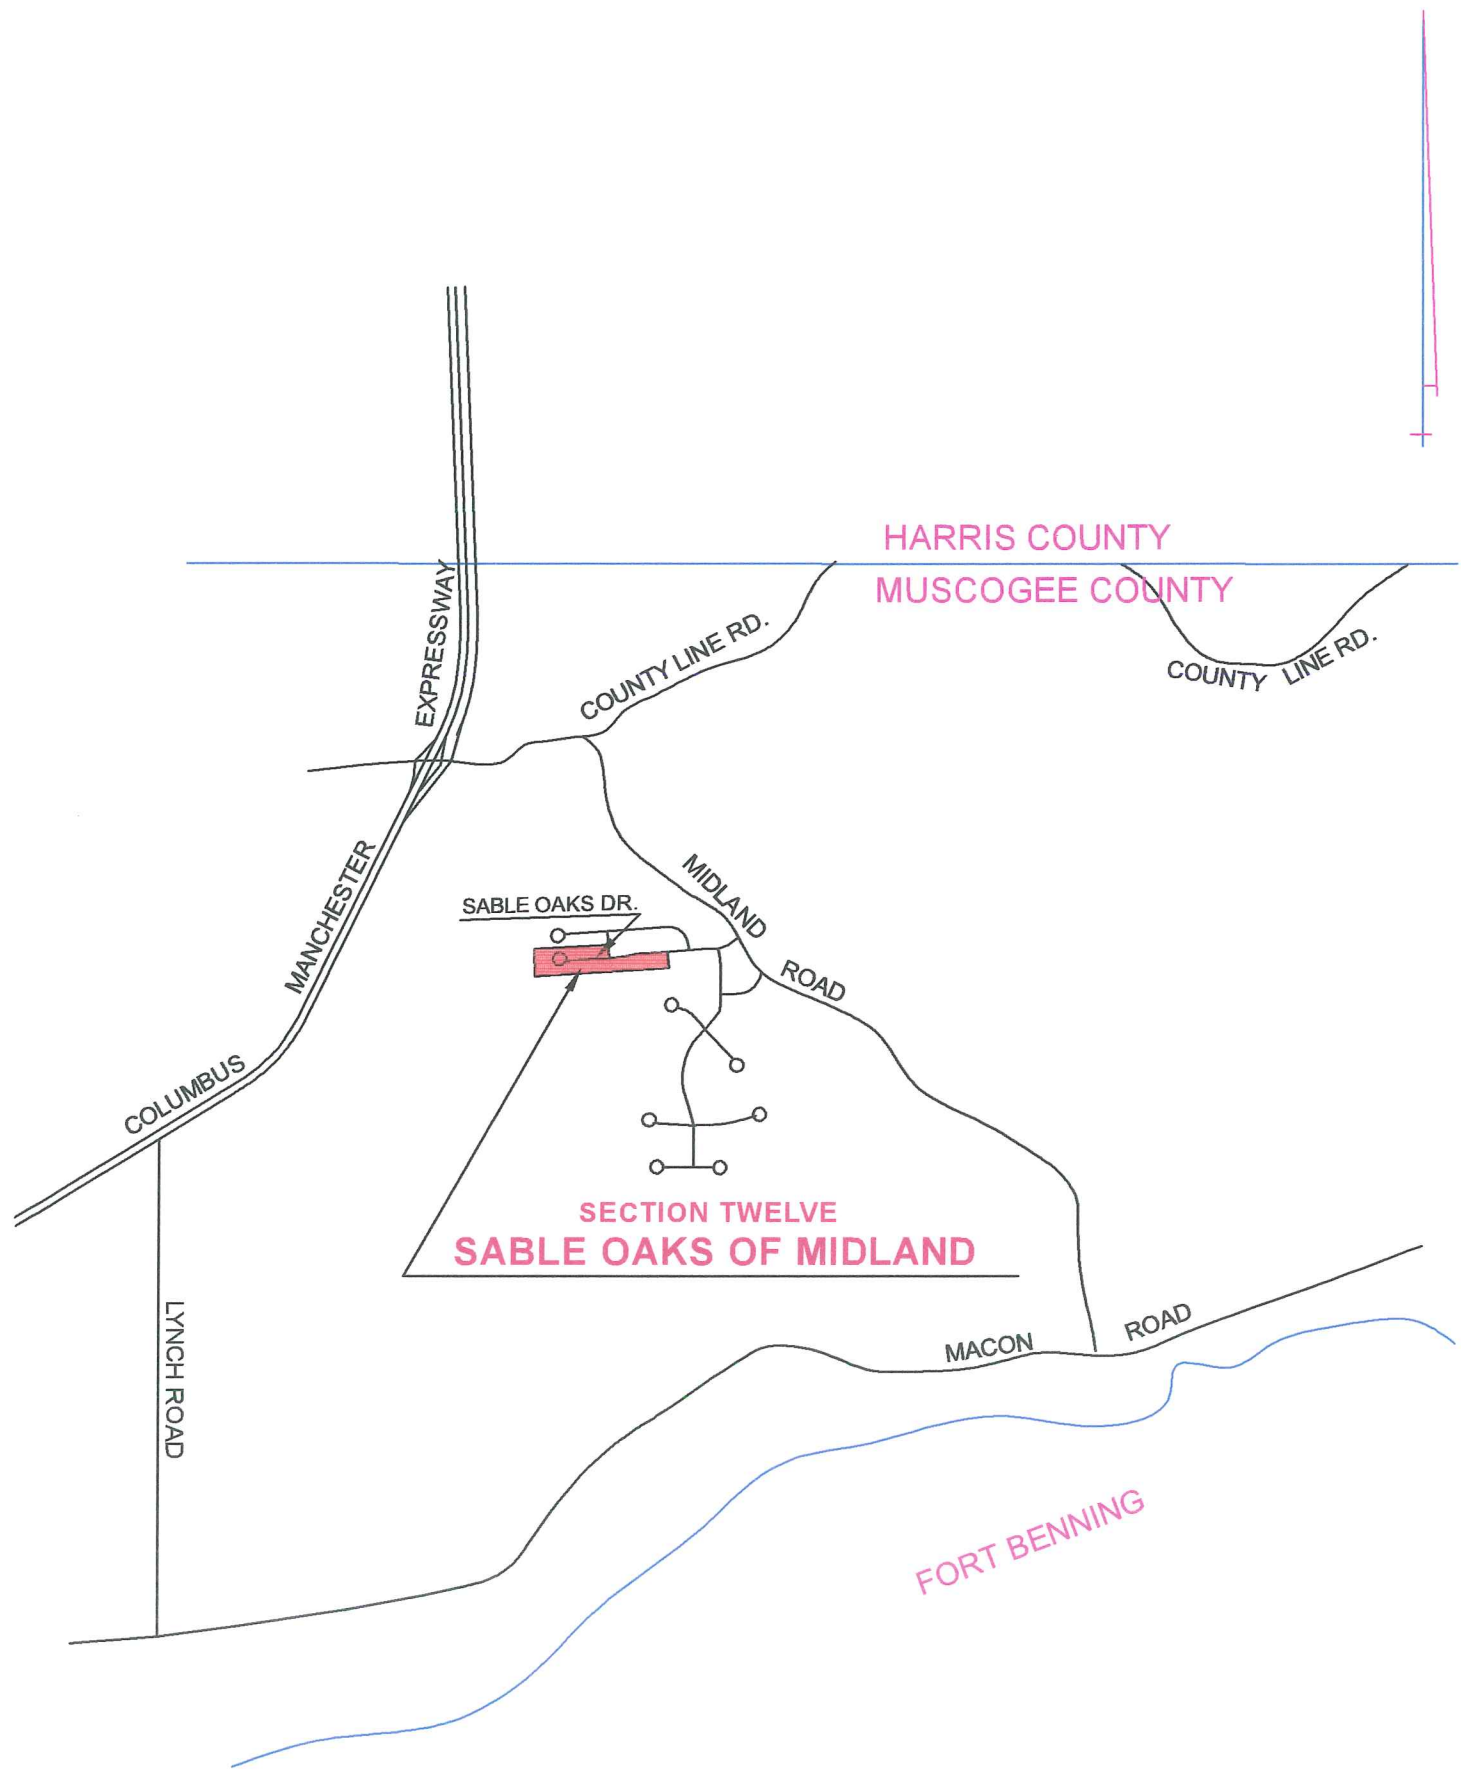 HARRIS COUNTY
MUSCOGEE COUNTY
EXPRESSWAY
COUNTY LINE RD.
COUNTY LINE RD.
MANCHESTER
MIDLAND
SABLE OAKS DR.
ROAD
COLUMBUS
SECTION TWELVE
SABLE OAKS OF MIDLAND
LYNCH ROAD
MACON ROAD
FORT BENNING